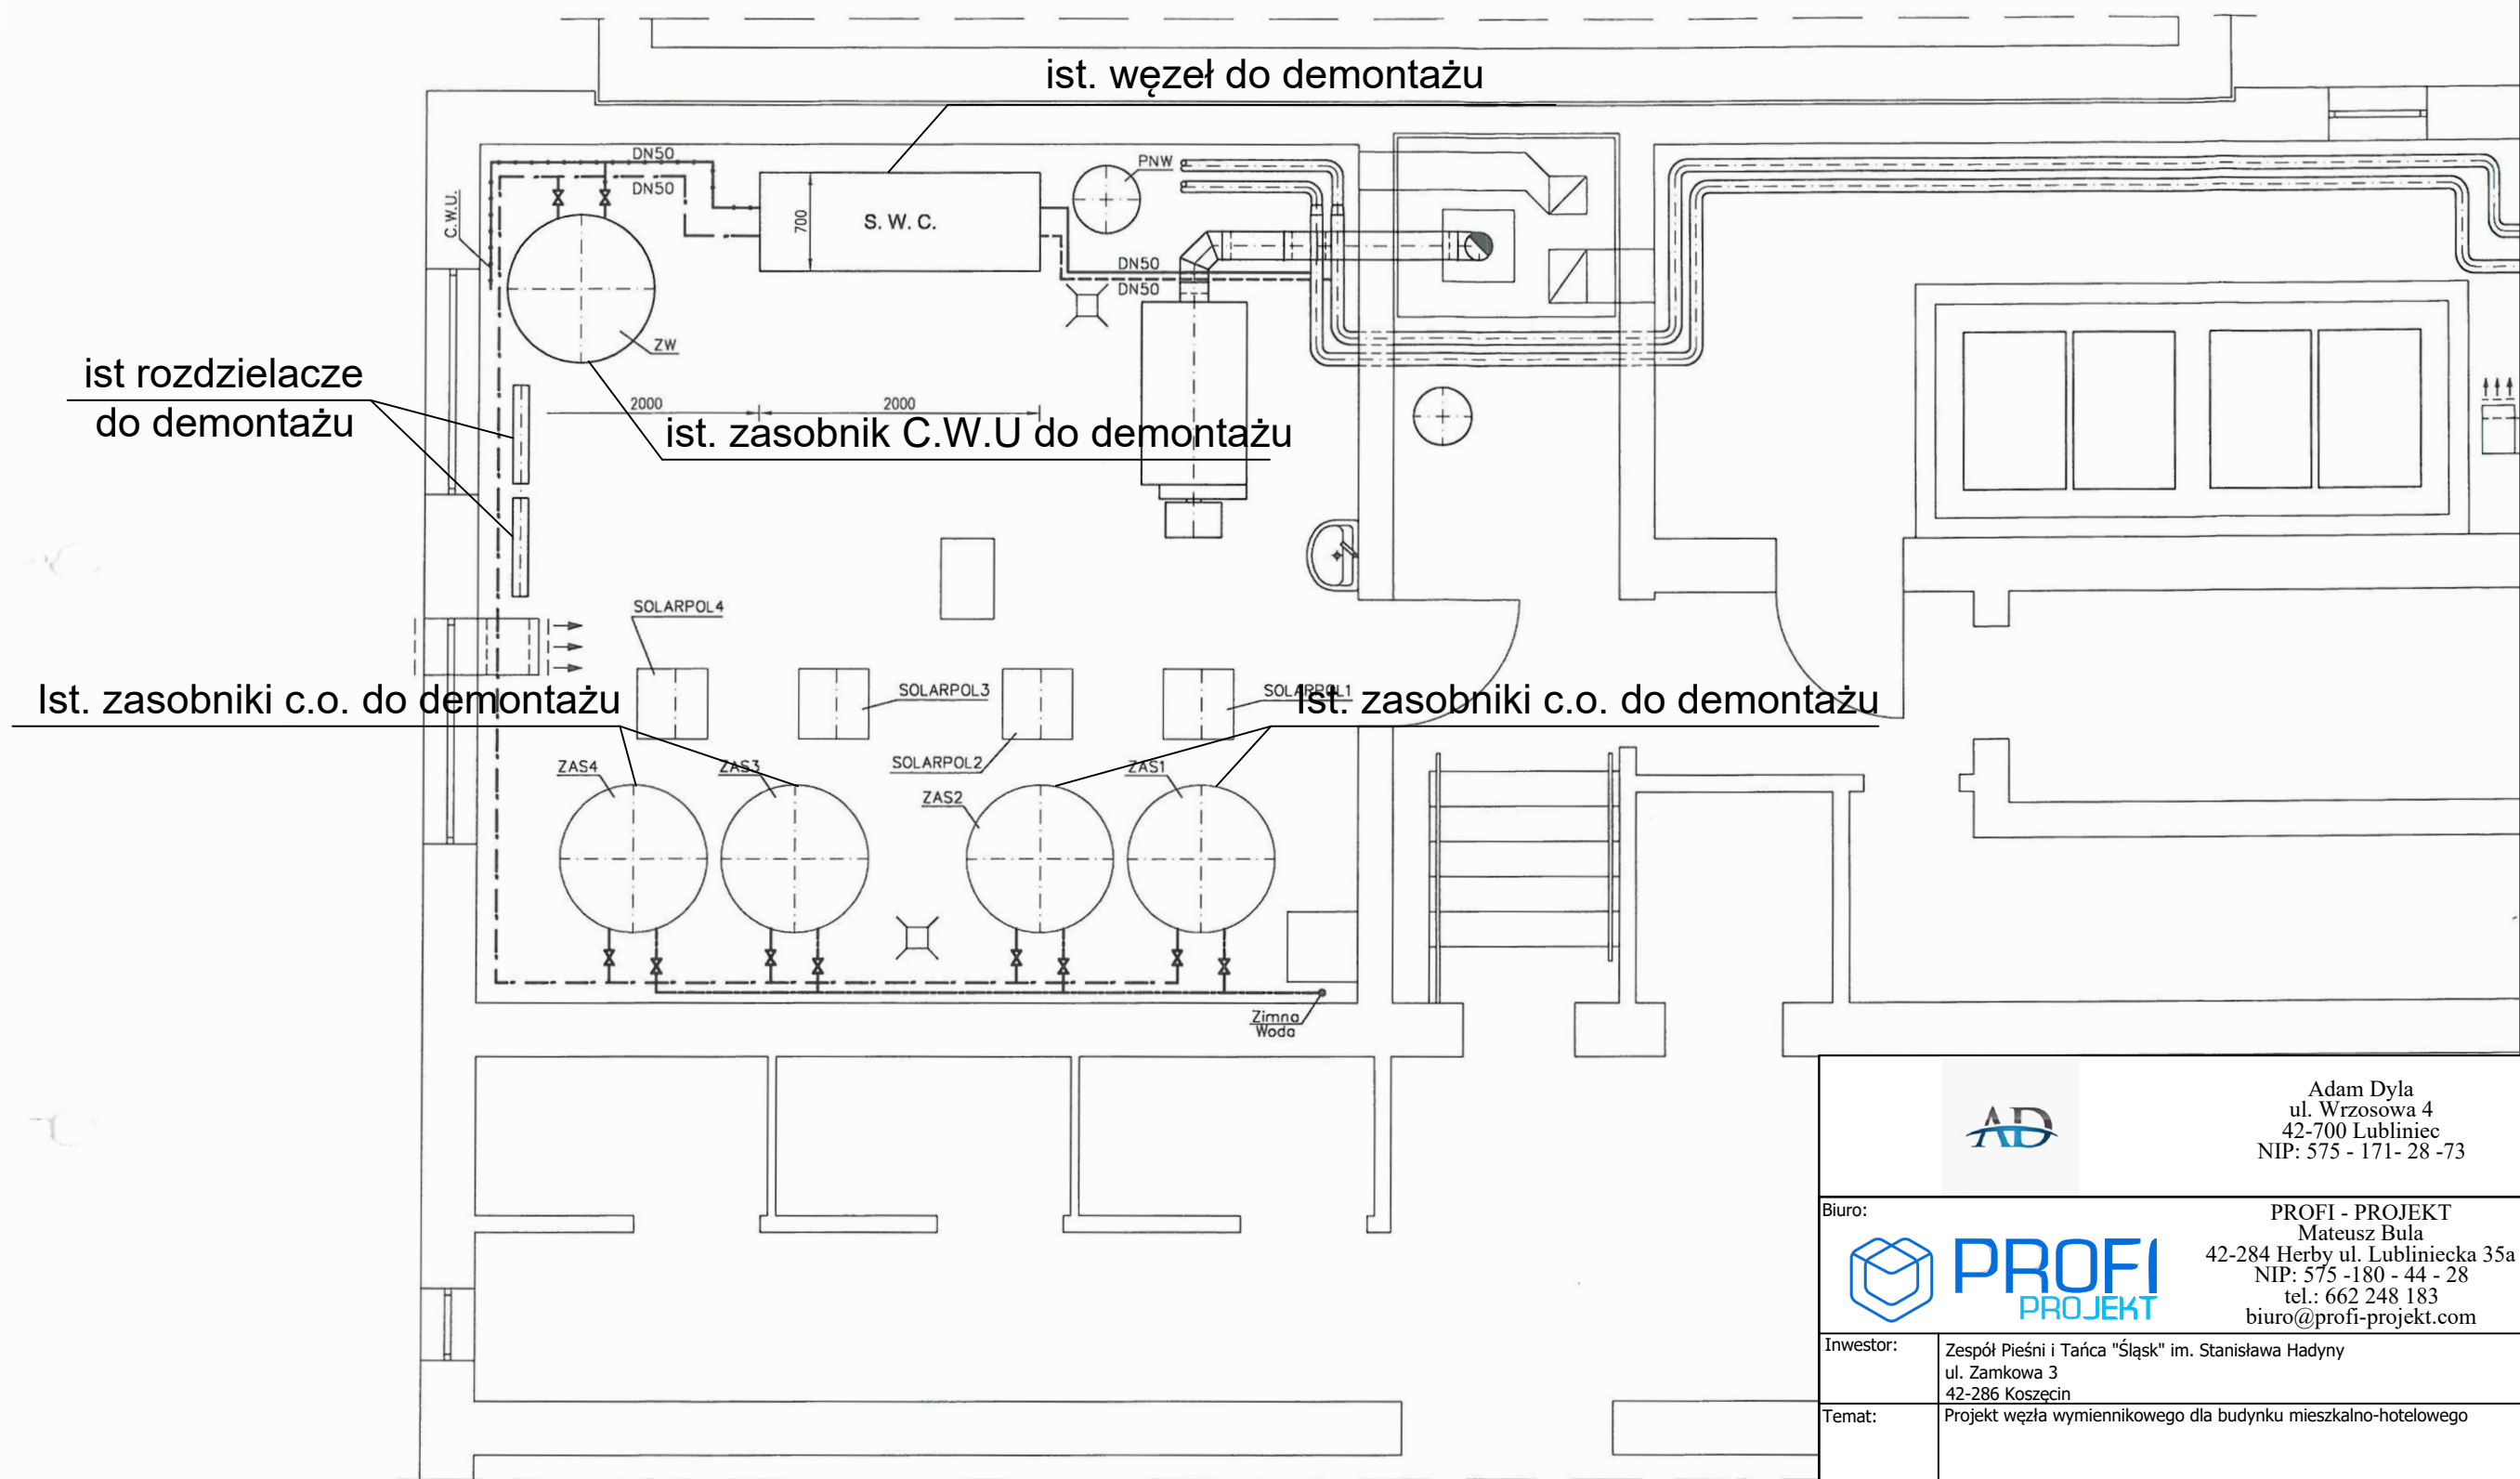 ist. węzeł do demontażu
DN50
DN50
PNW
C.W.U.
700
S. W. C.
DN50
DN50
ZW
ist rozdzielacze
do demontażu
2000
2000
ist. zasobnik C.W.U do demontażu
SOLARPOL4
SOLARPOL3
SOLARPOL1
Ist. zasobniki c.o. do demontażu
Ist. zasobniki c.o. do demontażu
SOLARPOL2
ZAS4
ZAS3
ZAS2
ZAS1
Zimna
Woda
AD
Adam Dyla
ul. Wrzosowa 4
42-700 Lubliniec
NIP: 575 - 171- 28 -73
Biuro:
PROFI
PROJEKT
PROFI - PROJEKT
Mateusz Bula
42-284 Herby ul. Lubliniecka 35a
NIP: 575 -180 - 44 - 28
tel.: 662 248 183
biuro@profi-projekt.com
Inwestor:
Zespół Pieśni i Tańca "Śląsk" im. Stanisława Hadyny
ul. Zamkowa 3
42-286 Koszęcin
Temat:
Projekt węzła wymiennikowego dla budynku mieszkalno-hotelowego